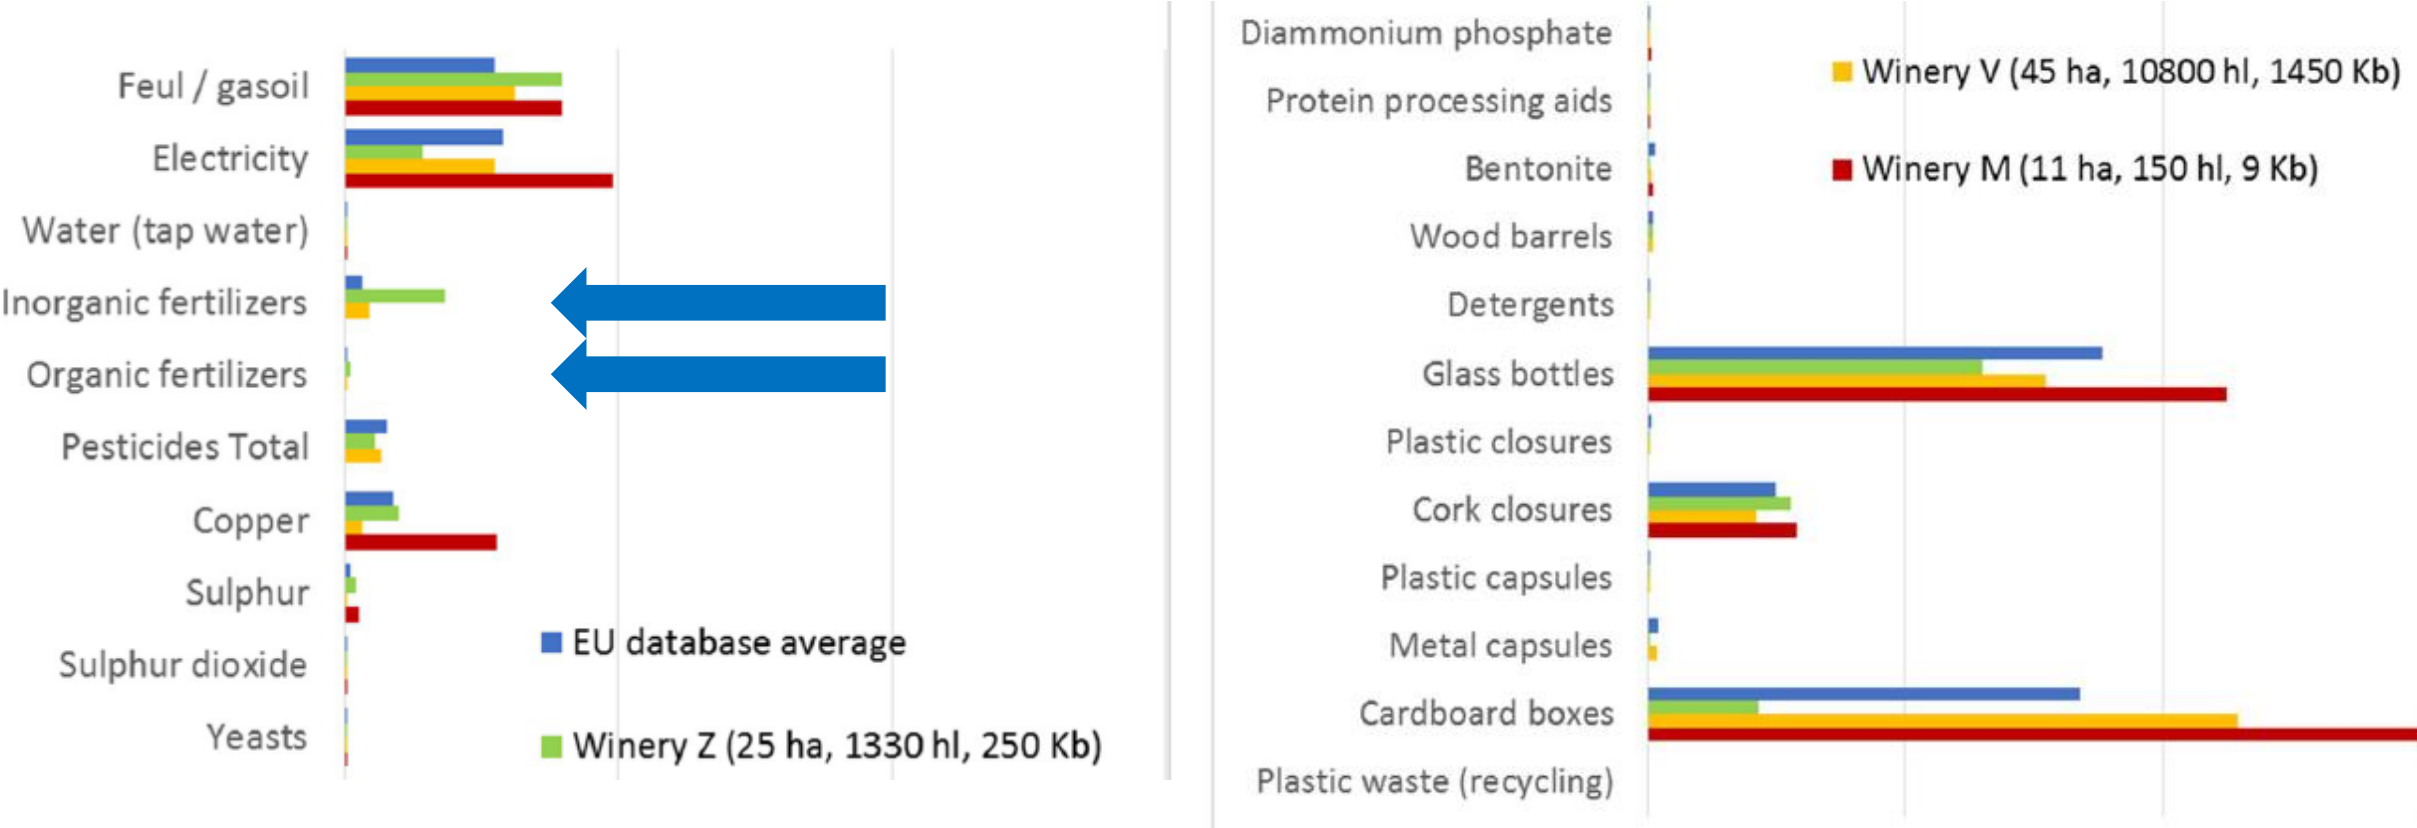 Feul / gasoil
Electricity
Water (tap water)
Inorganic fertilizers
Organic fertilizers
Pesticides Total
Copper
Sulphur
Sulphur dioxide
Yeasts
EU database average
Winery Z (25 ha, 1330 hl, 250 Kb)
Diammonium phosphate
Protein processing aids
Bentonite
Wood barrels
Detergents
Glass bottles
Plastic closures
Cork closures
Plastic capsules
Metal capsules
Cardboard boxes
Plastic waste (recycling)
Winery V (45 ha, 10800 hl, 1450 Kb)
Winery M (11 ha, 150 hl, 9 Kb)